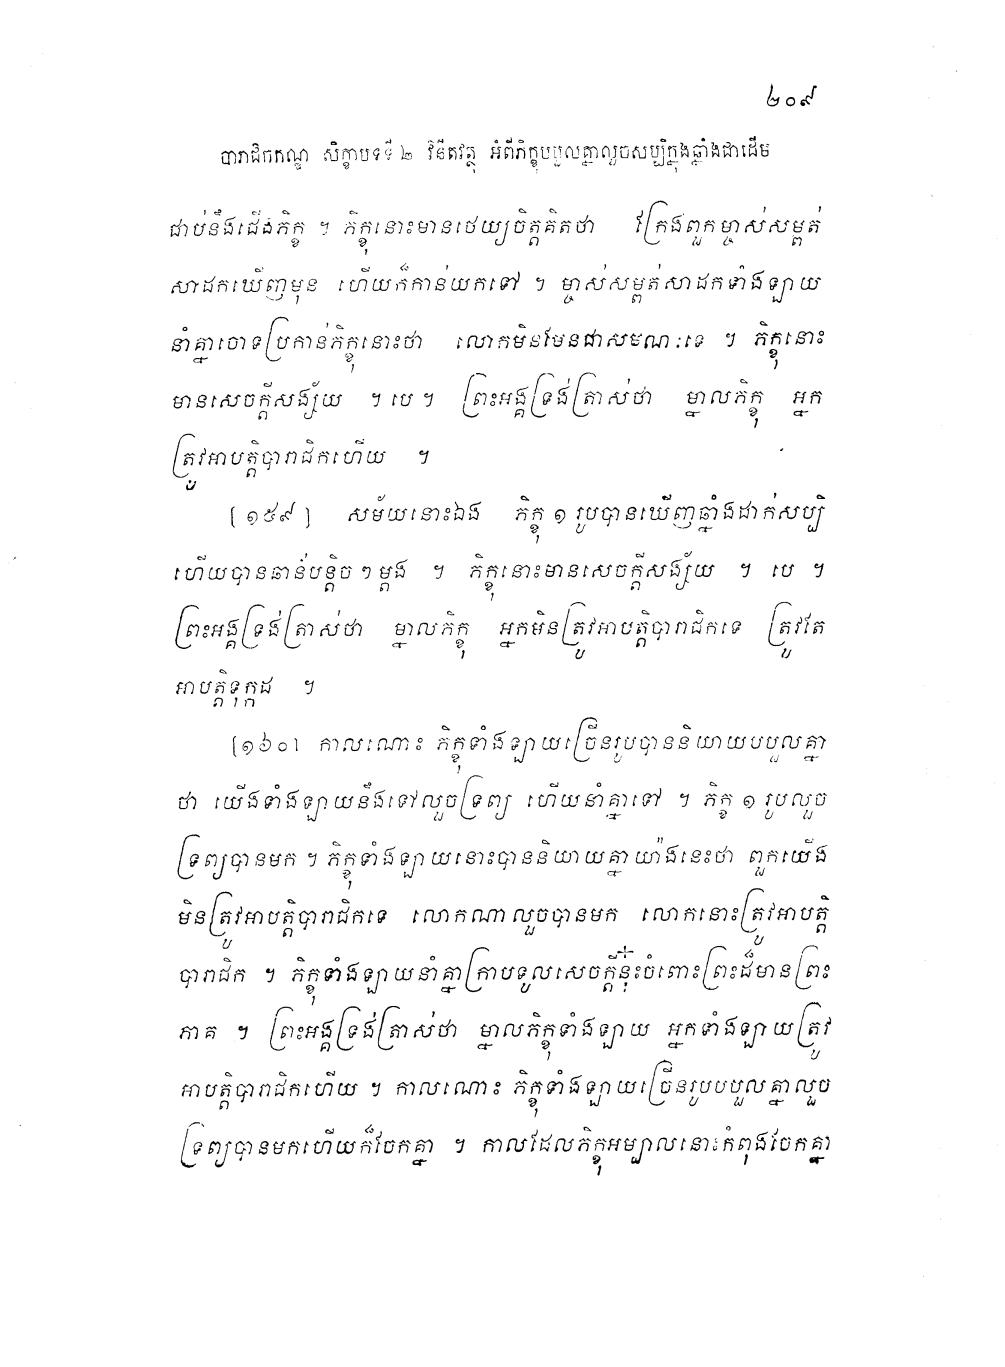 ២០៩
បារាជិកកណ្ឌ សិក្ខាបទទី ២ វិនីតវត្ថុ អំពីភិក្ខុបបួលគ្នាលួចសប្បិក្នុងឆ្នាំងជាដើម
ជាប់នឹងជើងភិក្ខុ ។ ភិក្ខុនោះមានថេយ្យចិត្តគិតថា ក្រែងពួកម្ចាស់សម្ពត់
សាដកឃើញមុន ហើយក៏កាន់យកទៅ ។ ម្ចាស់សម្ពត់សាដកទាំងឡាយ
នាំគ្នាចោទប្រកាន់ភិក្ខុនោះថា លោកមិនមែនជាសមណៈទេ ។ ភិក្ខុនោះ
មានសេចក្តីសង្ស័យ ។ បេ ។ ព្រះអង្គទ្រង់ត្រាស់ថា ម្នាលភិក្ខុ អ្នក
ត្រូវអាបត្តិបារាជិកហើយ ។
[១៥៩] សម័យនោះឯង ភិក្ខុ ១ រូបបានឃើញឆ្នាំងដាក់សប្បិ
ហើយបានឆាន់បន្តិច ៗ ម្តង ។ ភិក្ខុនោះមានសេចក្តីសង្ស័យ ។ បេ ។
ព្រះអង្គទ្រង់ត្រាស់ថា ម្នាលភិក្ខុ អ្នកមិនត្រូវអាបត្តិបារាជិកទេ ត្រូវតែ
អាបត្តិទុក្កដ ។
[១៦០] កាលណោះ ភិក្ខុទាំងឡាយច្រើនរូបបាននិយាយបបួលគ្នា
ថា យើងទាំងឡាយនឹងទៅលួចទ្រព្យ ហើយនាំគ្នាទៅ ។ ភិក្ខុ ១ រូបលួច
ទ្រព្យបានមក ។ ភិក្ខុទាំងឡាយនោះបាននិយាយគ្នាយ៉ាងនេះថា ពួកយើង
មិនត្រូវអាបត្តិបារាជិកទេ លោកណាលួចបានមក លោកនោះត្រូវអាបត្តិ
បារាជិក ។ ភិក្ខុទាំងឡាយនាំគ្នាក្រាបទូលសេចក្តីនុ៎ះចំពោះព្រះដ៏មានព្រះ
ភាគ ។ ព្រះអង្គទ្រង់ត្រាស់ថា ម្នាលភិក្ខុទាំងឡាយ អ្នកទាំងឡាយត្រូវ
អាបត្តិបារាជិកហើយ ។ កាលណោះ ភិក្ខុទាំងឡាយច្រើនរូបបបួលគ្នាលួច
ទ្រព្យបានមកហើយក៏ចែកគ្នា ។ កាលដែលភិក្ខុអម្បាលនោះកំពុងចែកគ្នា